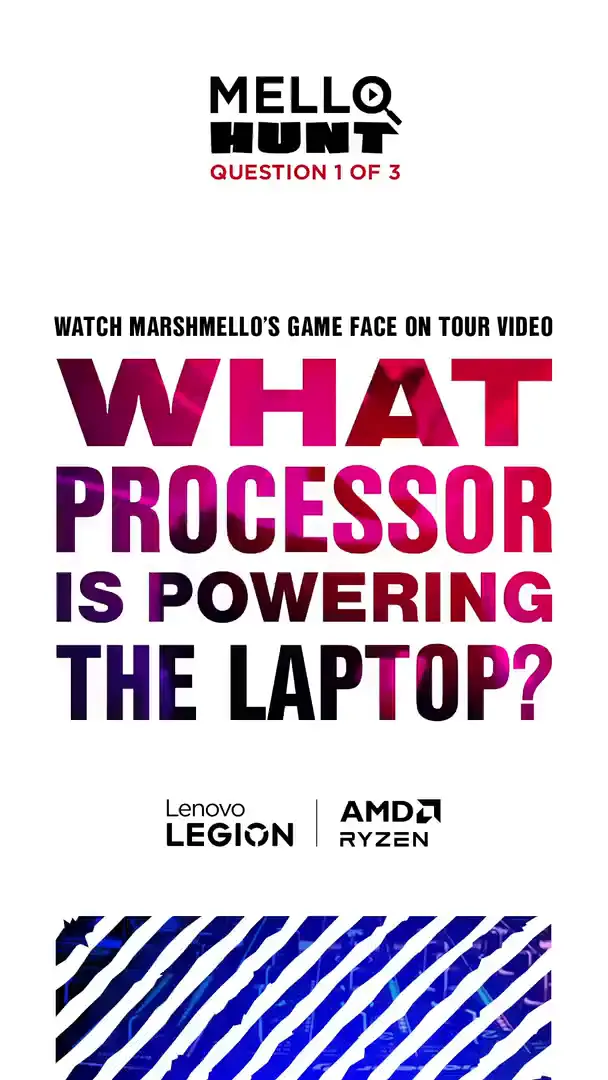 MELLO
HUNT
QUESTION 1 OF 3
WATCH MARSHMELLO'S GAME FACE ON TOUR VIDEO
WHAT
PROCESSOR
IS POWERING
THE LAPTOP?
Lenovo
LEGION
AMD
RYZEN